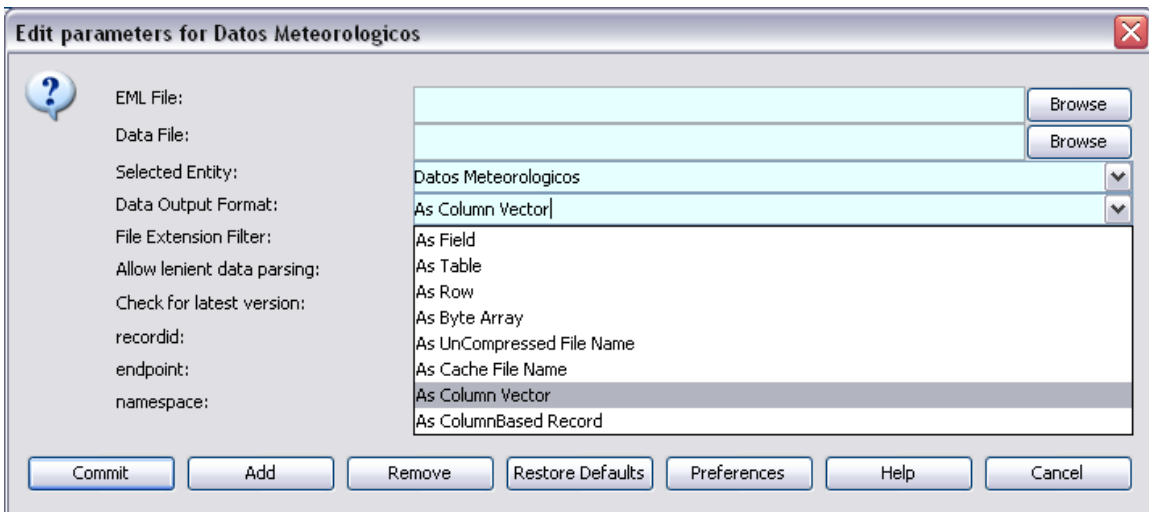 Edit parameters for Datos Meteorologicos
EML File:
Browse
Data File:
Browse
Selected Entity:
Datos Meteorologicos
Data Output Format:
As Column Vector
File Extension Filter:
As Field
Allow lenient data parsing:
As Table
Check for latest version:
As Row
recordid:
As Byte Array
endpoint:
As UnCompressed File Name
namespace:
As Cache File Name
As Column Vector
As ColumnBased Record
Commit
Add
Remove
Restore Defaults
Preferences
Help
Cancel